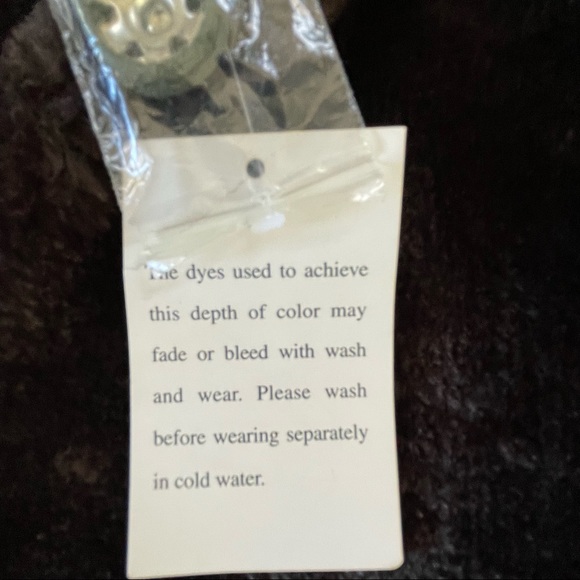 The dyes used to achieve
this depth of color may
fade or bleed with wash
and wear. Please wash
before wearing separately
in cold water.